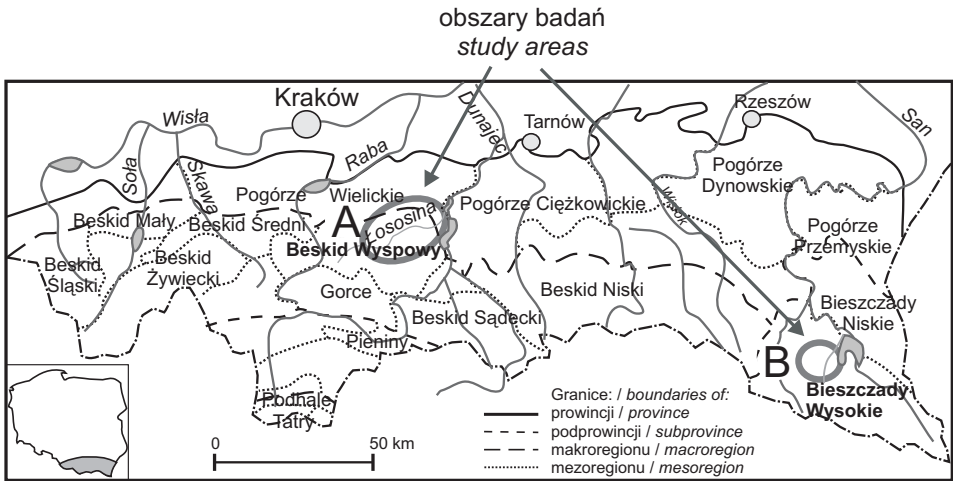 obszary badań
study areas
Kraków
Wisła
Raba
Dunajec
Tarnów
Rzeszów
San
Soła
Skawa
Pogórze
Wielickie
Pogórze
Dynowskie
Wisłok
A
Łososina
Pogórze Ciężkowickie
Beskid Mały
Beskid Średni
Beskid Wyspowy
Pogórze
Przemyskie
Beskid
Śląski
Beskid
Żywiecki
Gorce
Beskid Niski
Beskid Sądecki
Bieszczady
Niskie
Pieniny
B
Bieszczady
Wysokie
Podhale
Tatry
0
50 km
Granice: / boundaries of:
prowincji / province
podprowincji / subprovince
makroregionu / macroregion
mezoregionu / mesoregion